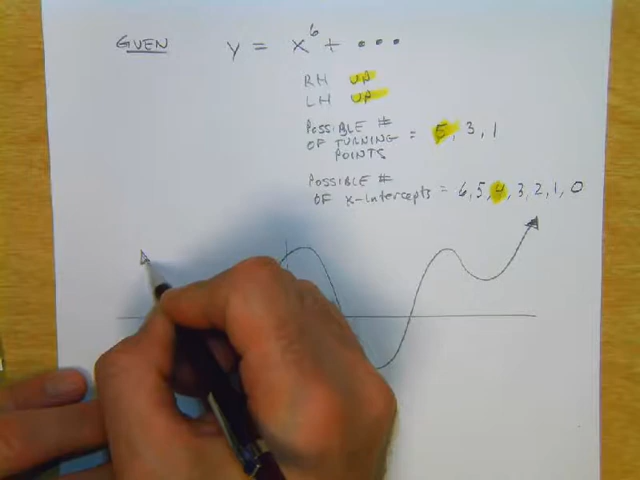 GIVEN y = x⁶ + • • •
RH UP
LH UP
POSSIBLE #
OF TURNING = 5, 3, 1
POINTS
POSSIBLE #
OF x-intercepts = 6, 5, 4, 3, 2, 1, 0